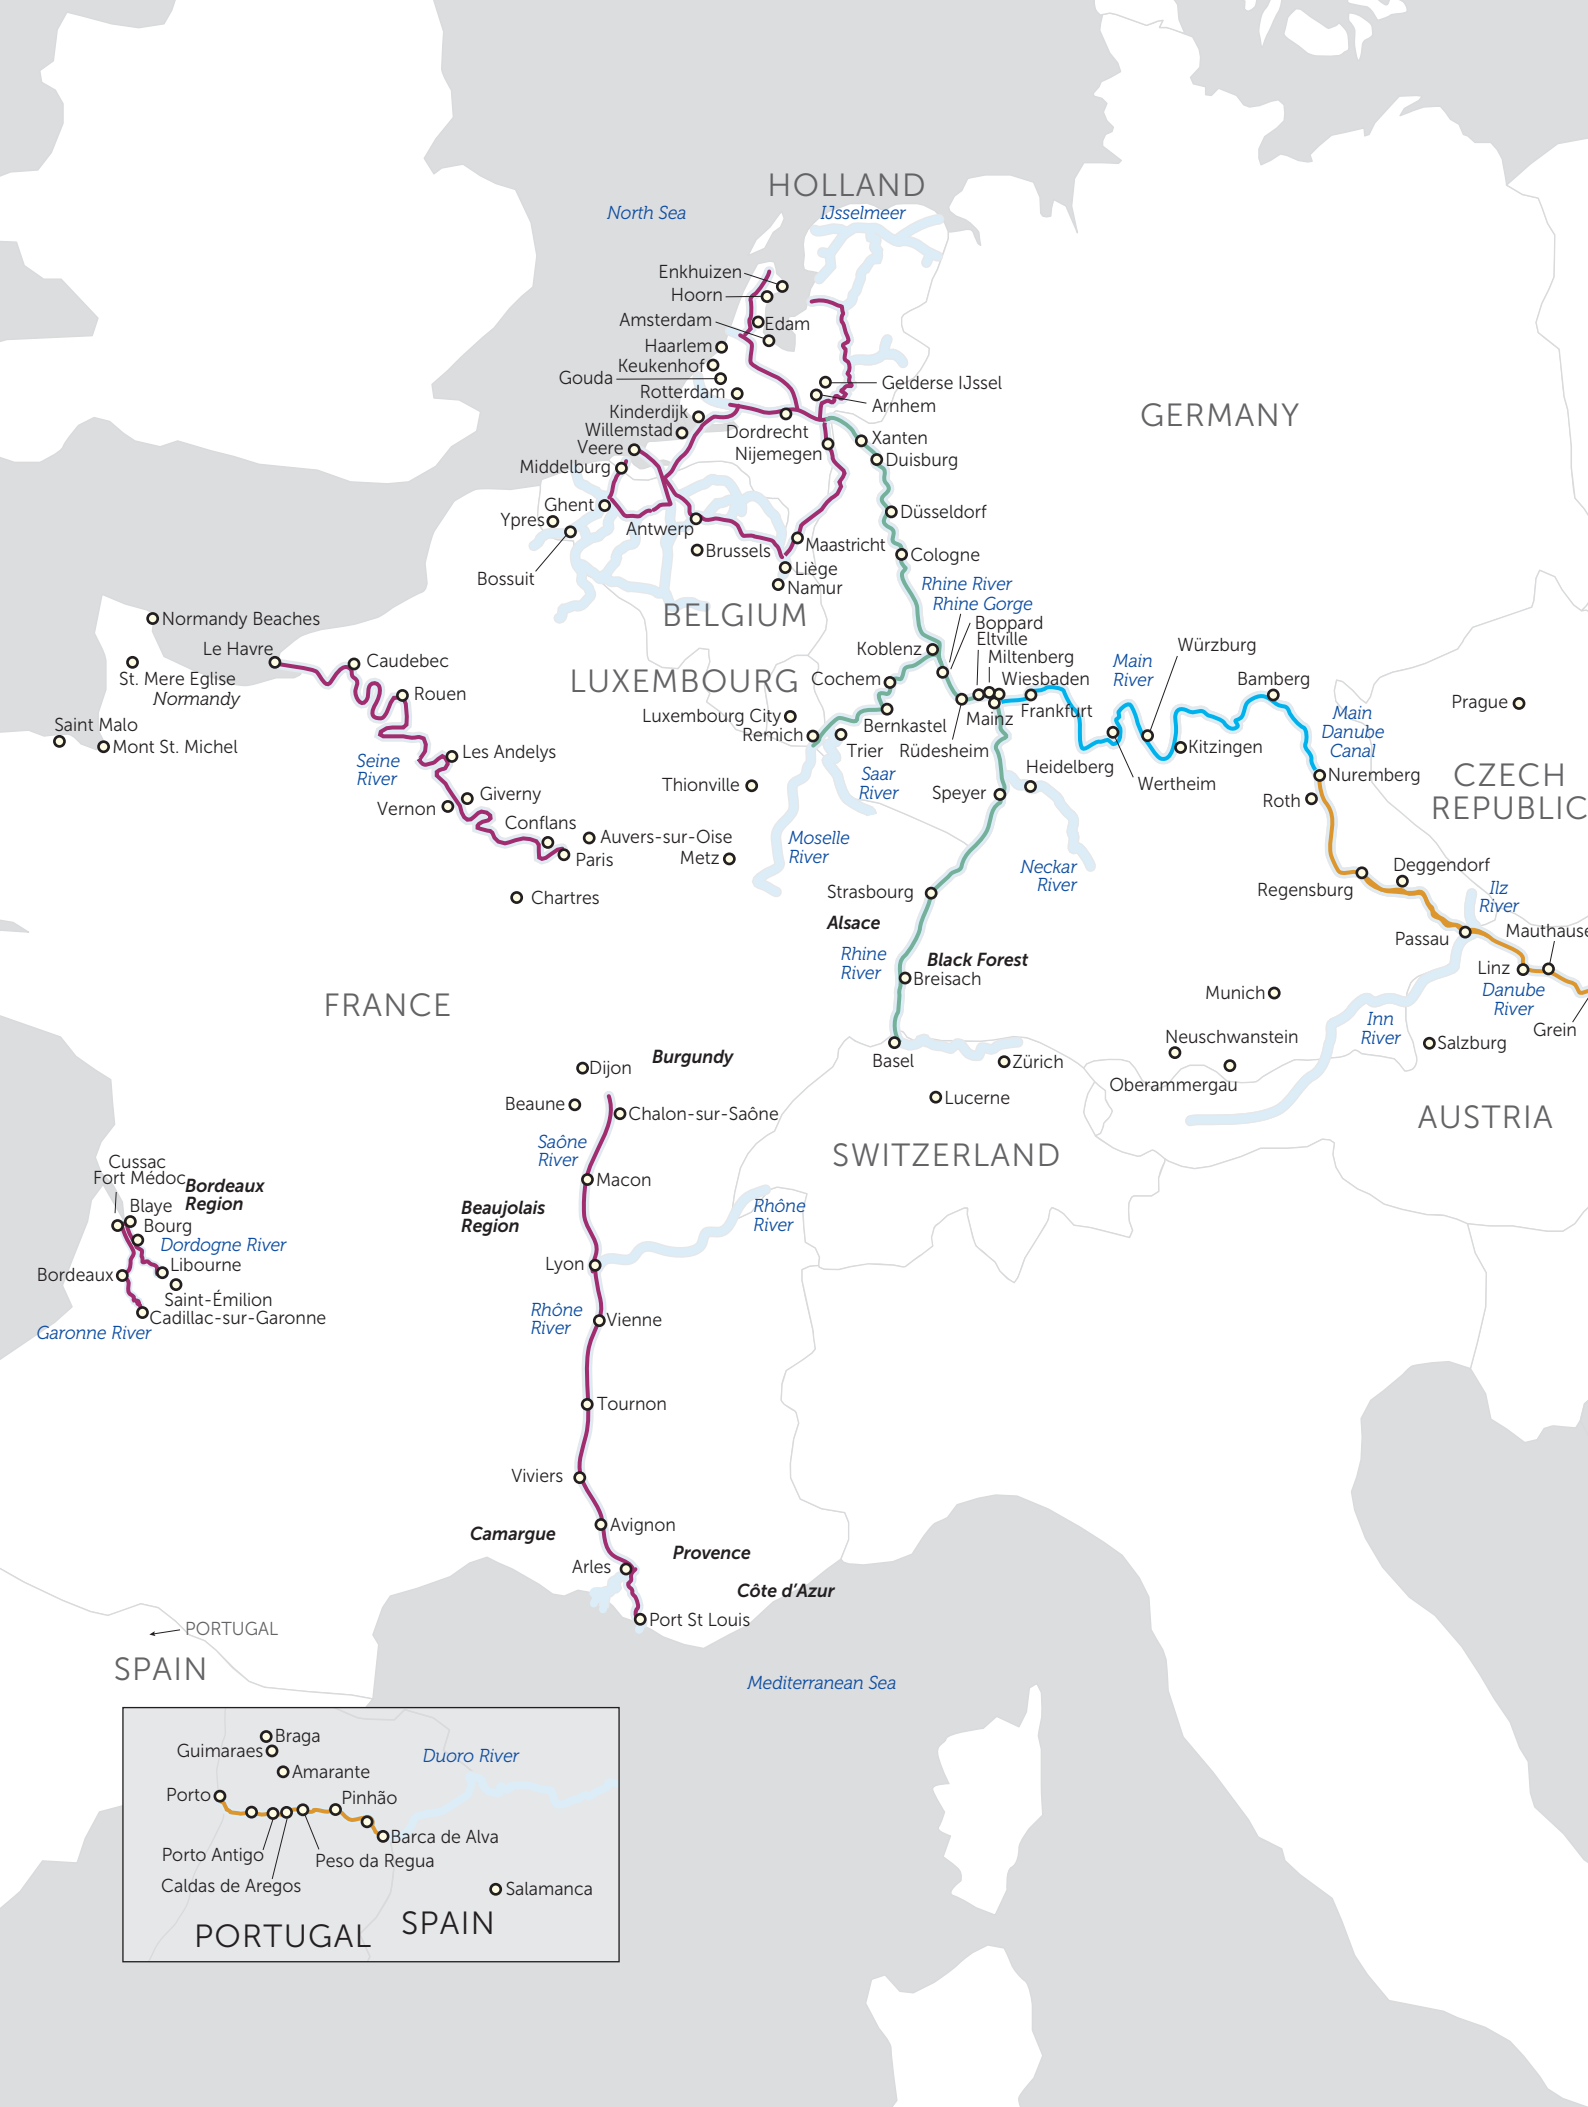 HOLLAND
North Sea
IJsselmeer
Enkhuizen
Hoorn
Amsterdam
Edam
Haarlem
Keukenhof
Gouda
Gelderse IJssel
Rotterdam
Arnhem
Kinderdijk
GERMANY
Willemstad
Dordrecht
Xanten
Veere
Nijemegen
Duisburg
Middelburg
Ghent
Düsseldorf
Ypres
Antwerp
Maastricht
Brussels
Cologne
Liège
Bossuit
Namur
Rhine River
Rhine Gorge
BELGIUM
Normandy Beaches
Boppard
Eltville
Le Havre
Koblenz
Würzburg
Caudebec
Miltenberg
Main
River
St. Mere Eglise
LUXEMBOURG
Cochem
Wiesbaden
Bamberg
Normandy
Rouen
Prague
Luxembourg City
Bernkastel
Mainz
Frankfurt
Main
Danube
Canal
Saint Malo
Remich
Mont St. Michel
Les Andelys
Trier
Rüdesheim
Kitzingen
Seine
River
Heidelberg
Nuremberg
CZECH
REPUBLIC
Saar
River
Thionville
Speyer
Wertheim
Roth
Giverny
Vernon
Conflans
Auvers-sur-Oise
Moselle
River
Paris
Metz
Neckar
River
Deggendorf
Regensburg
Chartres
Strasbourg
Ilz
River
Alsace
Passau
Mauthause
Rhine
River
Black Forest
Linz
Breisach
Munich
Danube
River
FRANCE
Inn
River
Grein
Neuschwanstein
Salzburg
Burgundy
Basel
Zürich
Dijon
Oberammergau
Beaune
Lucerne
Chalon-sur-Saône
AUSTRIA
Saône
River
SWITZERLAND
Cussac
Fort Médoc
Macon
Bordeaux
Region
Blaye
Beaujolais
Region
Rhône
River
Bourg
Dordogne River
Libourne
Lyon
Bordeaux
Saint-Émilion
Cadillac-sur-Garonne
Rhône
River
Vienne
Garonne River
Tournon
Viviers
Avignon
Camargue
Provence
Arles
Côte d’Azur
Port St Louis
PORTUGAL
SPAIN
Mediterranean Sea
Braga
Guimaraes
Duoro River
Amarante
Porto
Pinhão
Barca de Alva
Porto Antigo
Peso da Regua
Caldas de Aregos
Salamanca
SPAIN
PORTUGAL